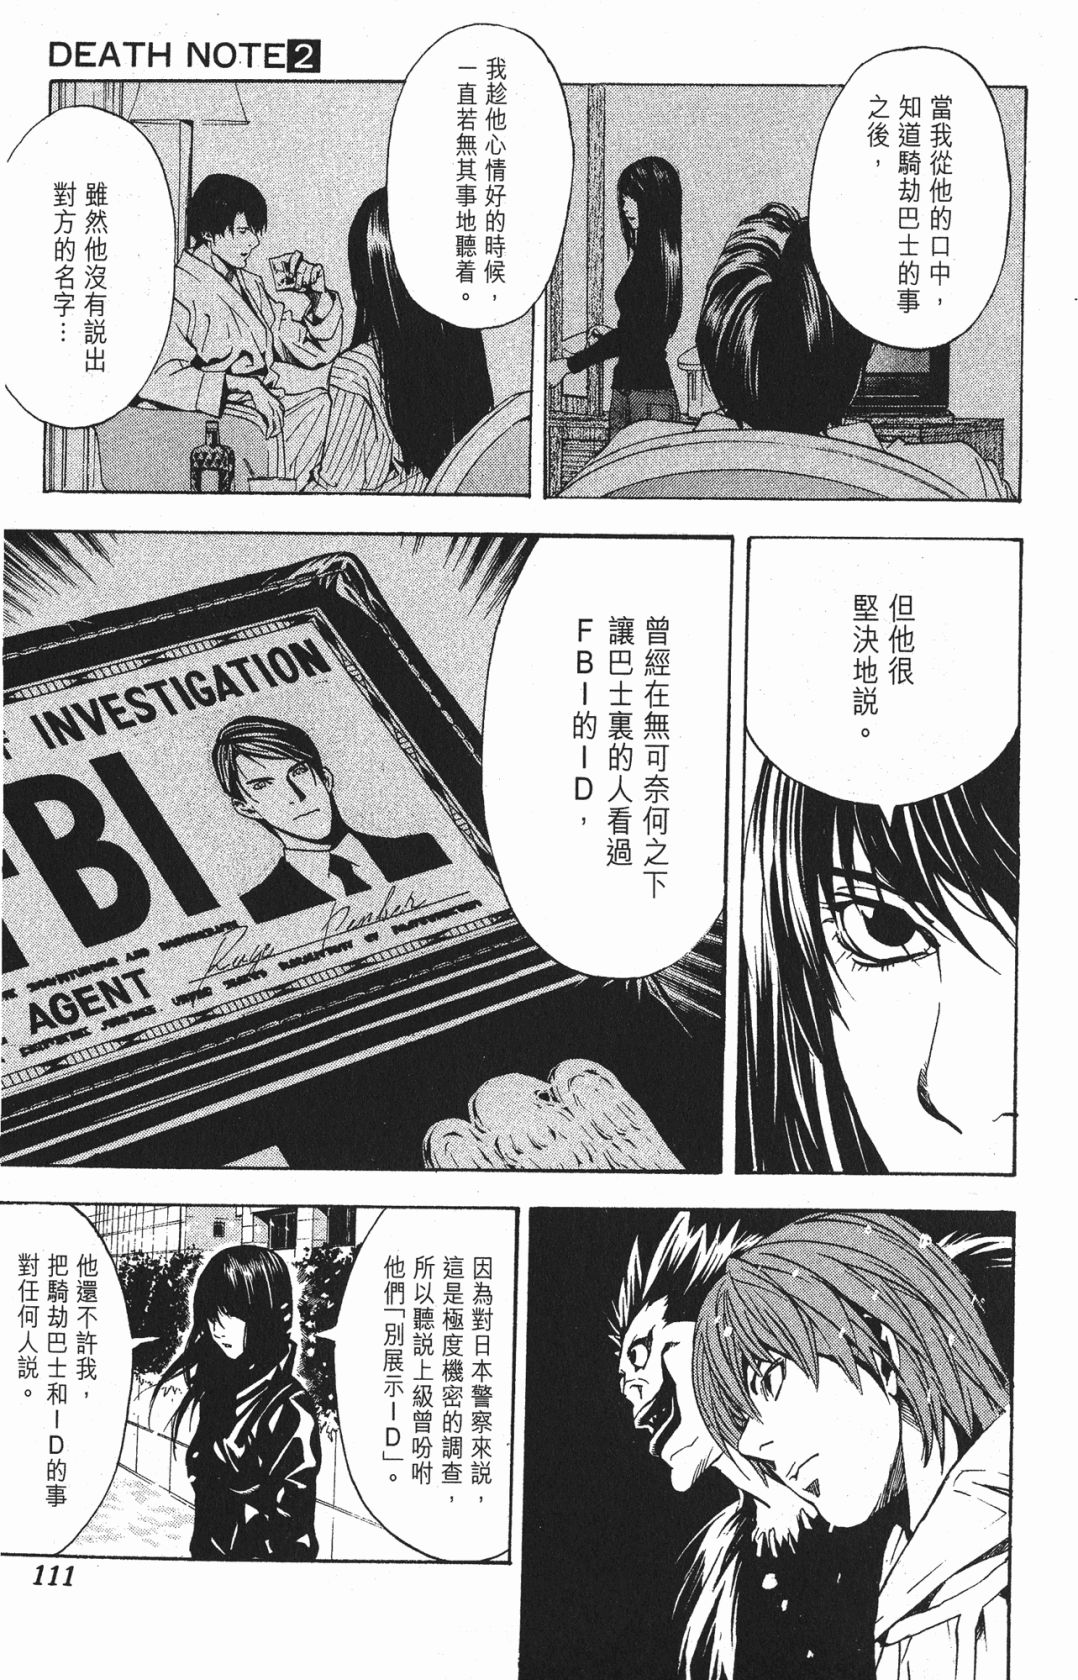 DEATH NOTE 2
當我從他的口中，
知道騎劫巴士的事
之後，
我趁他心情好的時候，
一直若無其事地聽着。
雖然他沒有説出
對方的名字…
但他很
堅決地説。
曾經在無可奈何之下
讓巴士裏的人看過
FBI的ID，
INVESTIGATION
FBI
Raye Penber
AGENT
因為對日本警察來説，
這是極度機密的調查，
所以聽説上級曾吩咐
他們「別展示ID」。
他還不許我，
把騎劫巴士和ID的事
對任何人説。
111